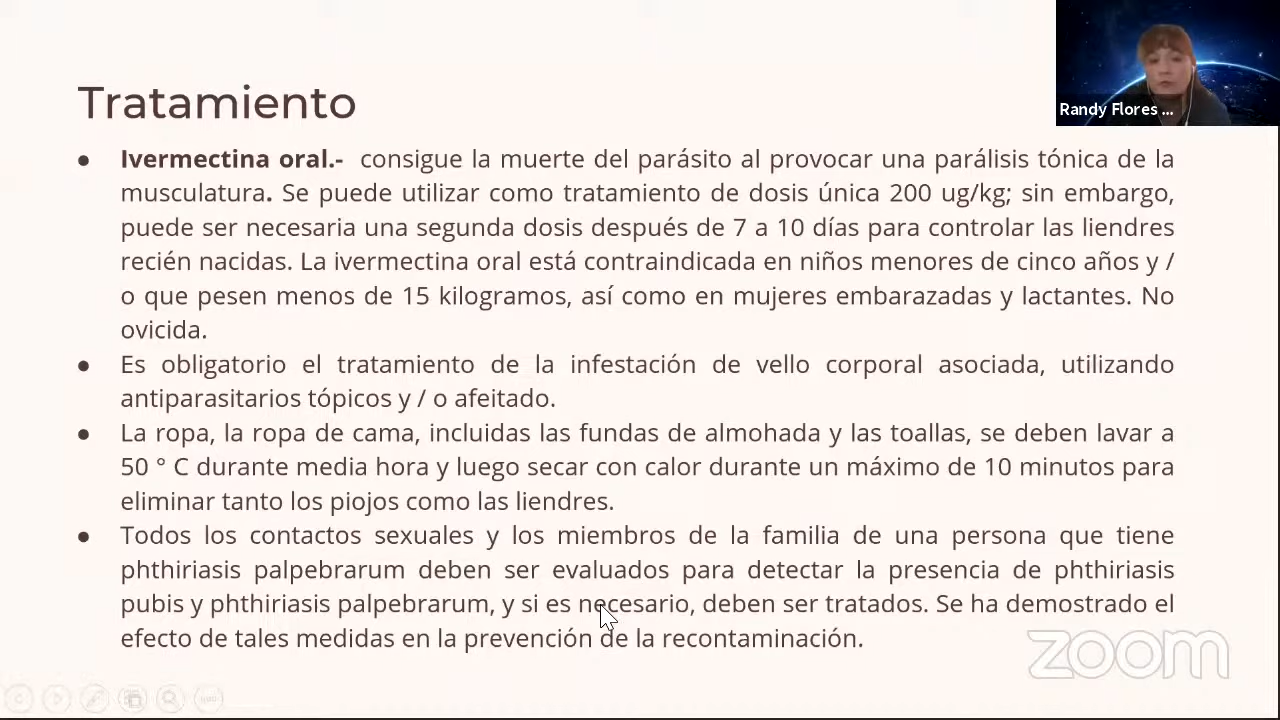 Tratamiento
Randy Flores ...
● Ivermectina oral.- consigue la muerte del parásito al provocar una parálisis tónica de la
musculatura. Se puede utilizar como tratamiento de dosis única 200 ug/kg; sin embargo,
puede ser necesaria una segunda dosis después de 7 a 10 días para controlar las liendres
recién nacidas. La ivermectina oral está contraindicada en niños menores de cinco años y /
o que pesen menos de 15 kilogramos, así como en mujeres embarazadas y lactantes. No
ovicida.
● Es obligatorio el tratamiento de la infestación de vello corporal asociada, utilizando
antiparasitarios tópicos y / o afeitado.
● La ropa, la ropa de cama, incluidas las fundas de almohada y las toallas, se deben lavar a
50 ° C durante media hora y luego secar con calor durante un máximo de 10 minutos para
eliminar tanto los piojos como las liendres.
● Todos los contactos sexuales y los miembros de la familia de una persona que tiene
phthiriasis palpebrarum deben ser evaluados para detectar la presencia de phthiriasis
pubis y phthiriasis palpebrarum, y si es necesario, deben ser tratados. Se ha demostrado el
efecto de tales medidas en la prevención de la recontaminación.
zoom